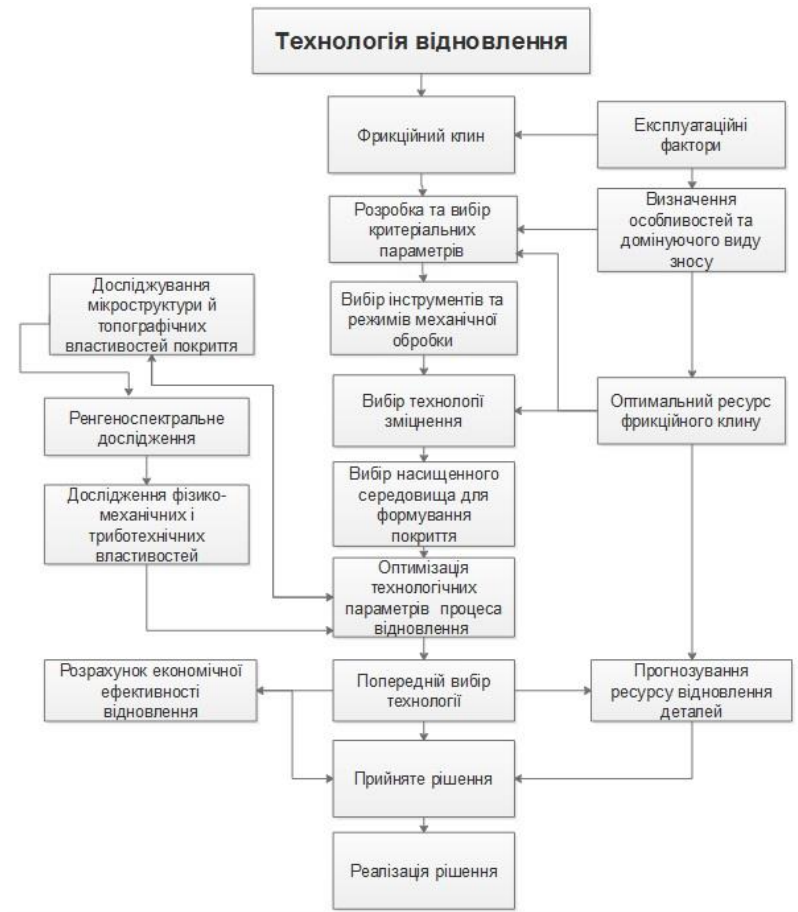 Технологія відновлення
Фрикційний клин
Експлуатаційні
фактори
Розробка та вибір
критеріальних
параметрів
Визначення
особливостей та
домінуючого виду
зносу
Досліджування
мікроструктури й
топографічних
властивостей покриття
Вибір інструментів та
режимів механічної
обробки
Ренгеноспектральне
дослідження
Вибір технології
зміцнення
Оптимальний ресурс
фрикційного клину
Дослідження фізико-
механічних і
триботехнічних
властивостей
Вибір насищенного
середовища для
формування
покриття
Оптимізація
технологічних
параметрів процеса
відновлення
Розрахунок економічної
ефективності
відновлення
Попередній вибір
технології
Прогнозування
ресурсу відновлення
деталей
Прийняте рішення
Реалізація рішення